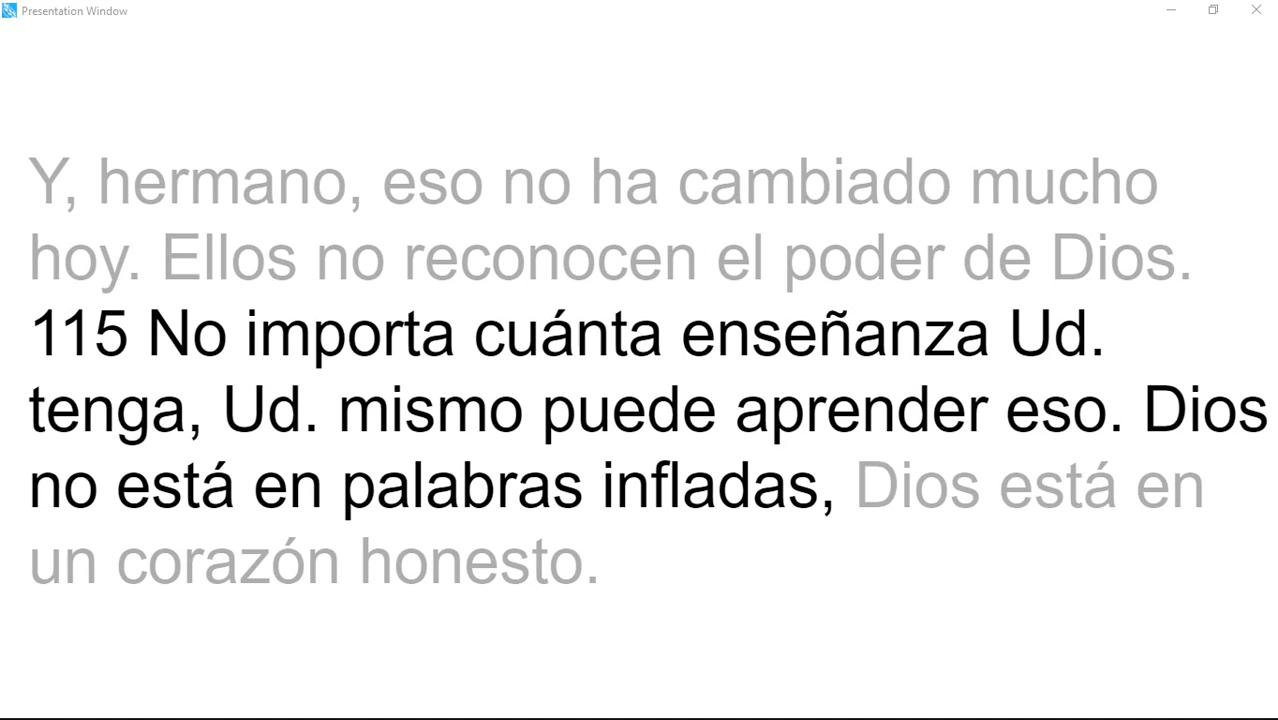 Presentation Window
Y, hermano, eso no ha cambiado mucho
hoy. Ellos no reconocen el poder de Dios.
115 No importa cuánta enseñanza Ud.
tenga, Ud. mismo puede aprender eso. Dios
no está en palabras infladas, Dios está en
un corazón honesto.